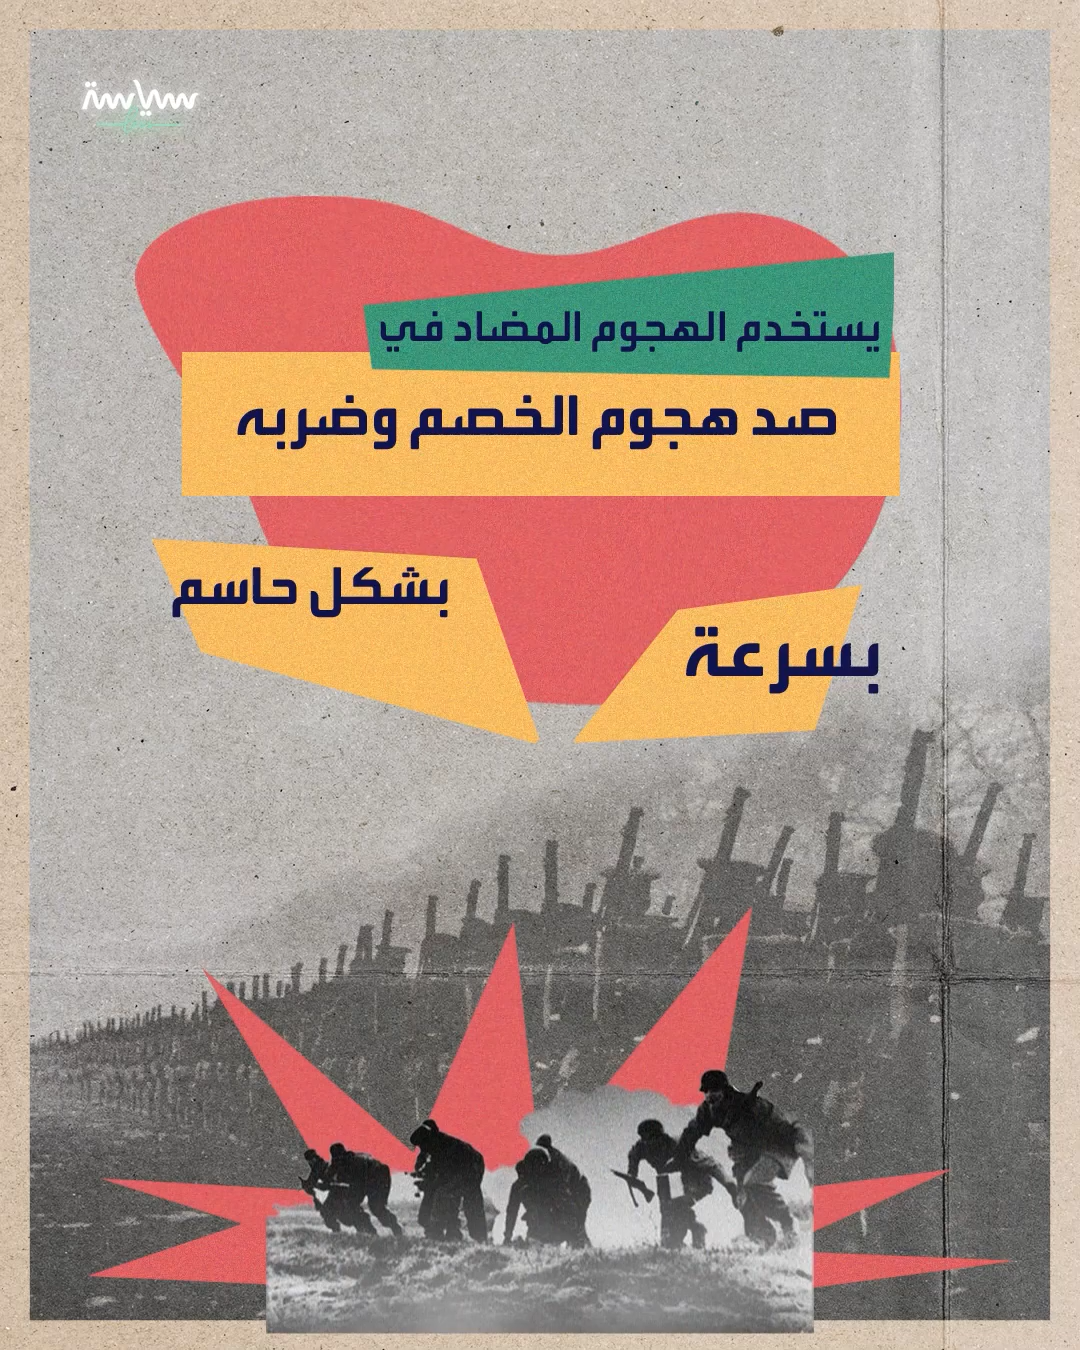 سياسة
يستخدم الهجوم المضاد في
صد هجوم الخصم وضربه
بسرعة
بشكل حاسم